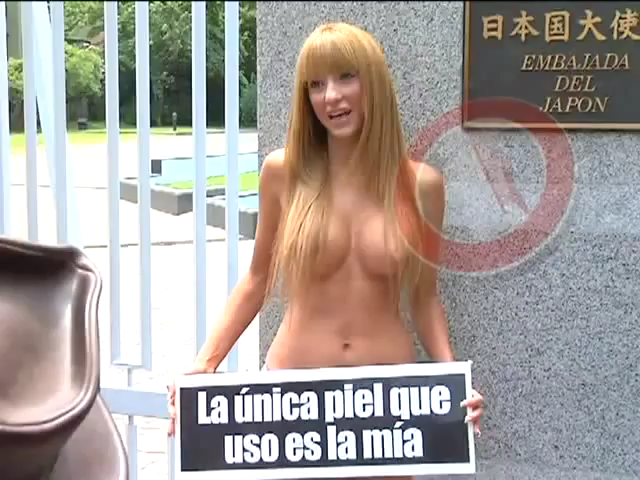 日本国大使
EMBAJADA
DEL
JAPON
La única piel que
uso es la mía